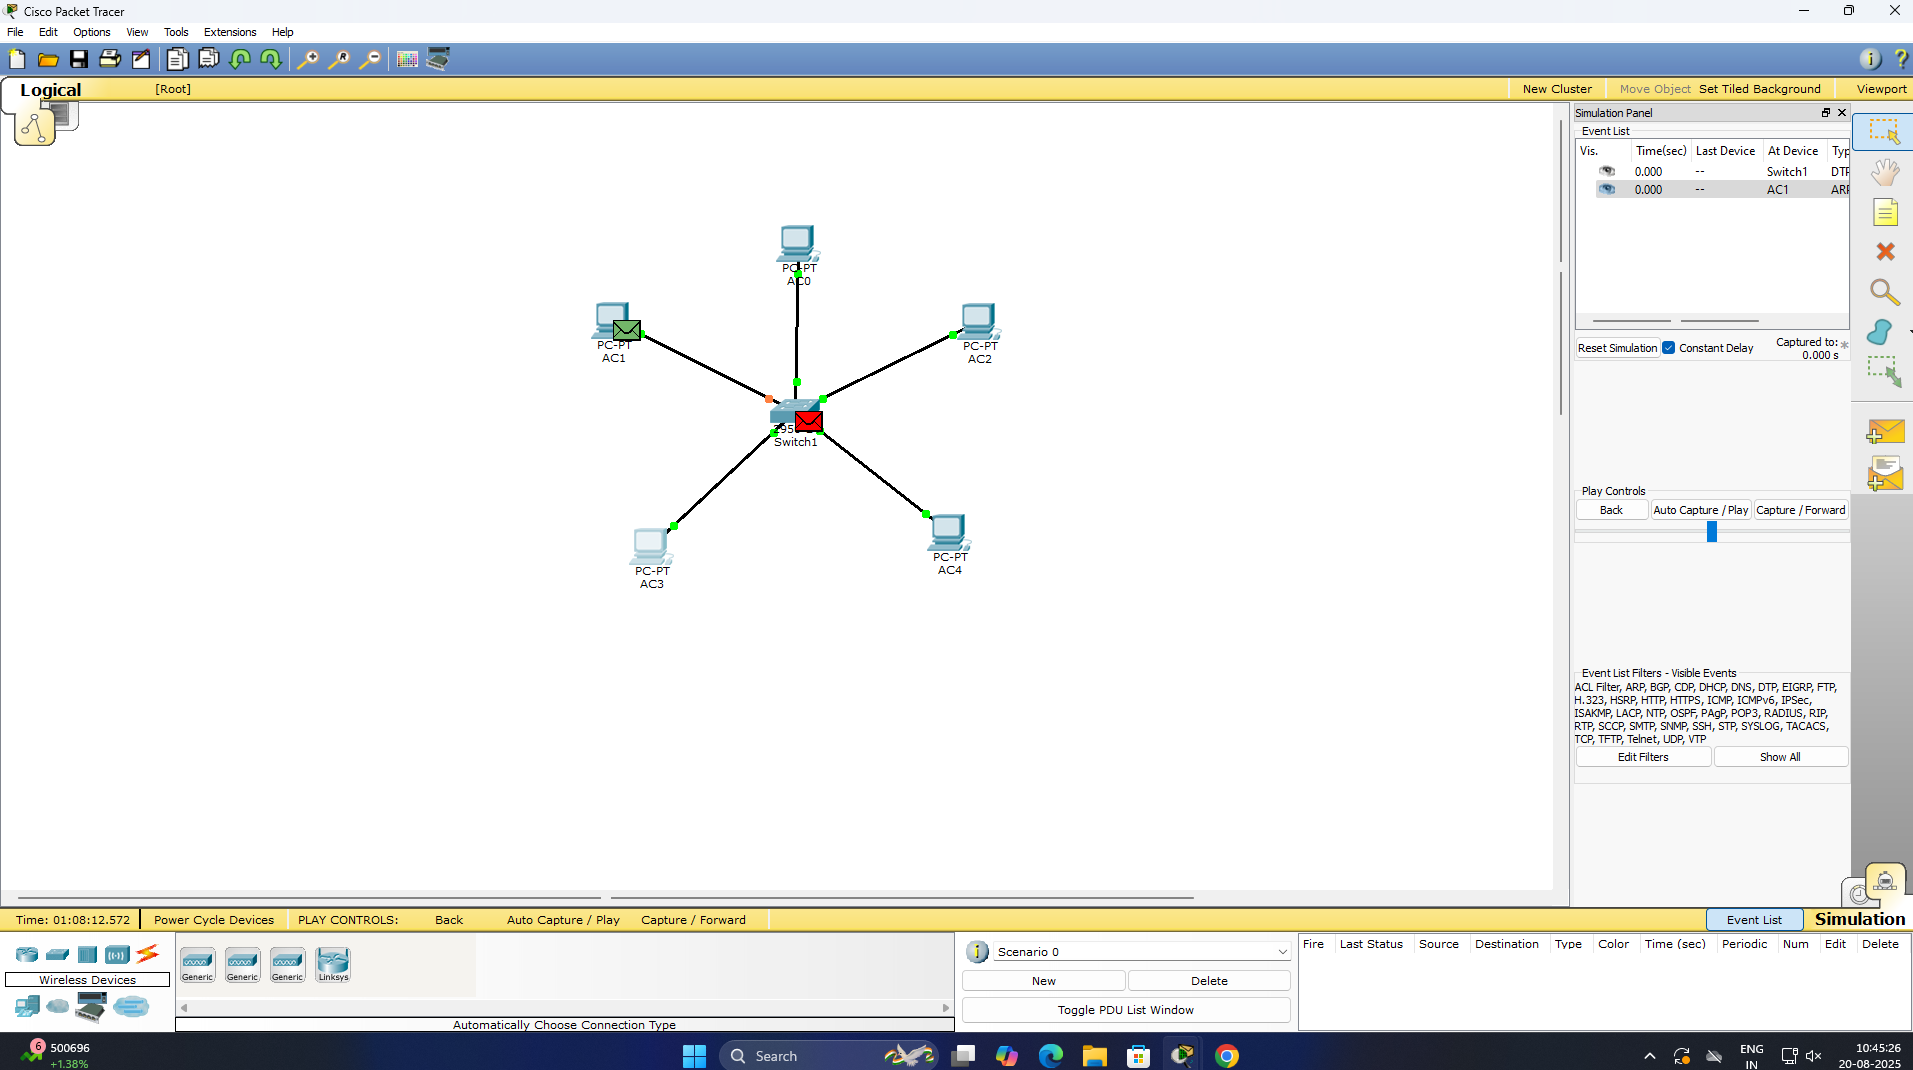 Cisco Packet Tracer
File Edit Options View Tools Extensions Help
Logical [Root] New Cluster Move Object Set Tiled Background Viewport
Simulation Panel
Event List
Vis. Time(sec) Last Device At Device Typ
0.000 -- Switch1 DTP
0.000 -- AC1 ARP
Reset Simulation Constant Delay Captured to: *
0.000 s
PC-PT
AC0
PC-PT
AC1
PC-PT
AC2
Switch1
PC-PT
AC3
PC-PT
AC4
Play Controls
Back Auto Capture / Play Capture / Forward
Event List Filters - Visible Events
ACL Filter, ARP, BGP, CDP, DHCP, DNS, DTP, EIGRP, FTP,
H.323, HSRP, HTTP, HTTPS, ICMP, ICMPv6, IPSec,
ISAKMP, LACP, NTP, OSPF, PAgP, POP3, RADIUS, RIP,
RTP, SCCP, SMTP, SNMP, SSH, STP, SYSLOG, TACACS,
TCP, TFTP, Telnet, UDP, VTP
Edit Filters Show All
Time: 01:08:12.572 Power Cycle Devices PLAY CONTROLS: Back Auto Capture / Play Capture / Forward Event List Simulation
Wireless Devices
Generic Generic Generic Linksys
Automatically Choose Connection Type
Scenario 0
New Delete
Toggle PDU List Window
Fire Last Status Source Destination Type Color Time (sec) Periodic Num Edit Delete
6 500696
+1.38%
Search
ENG
IN
10:45:26
20-08-2025